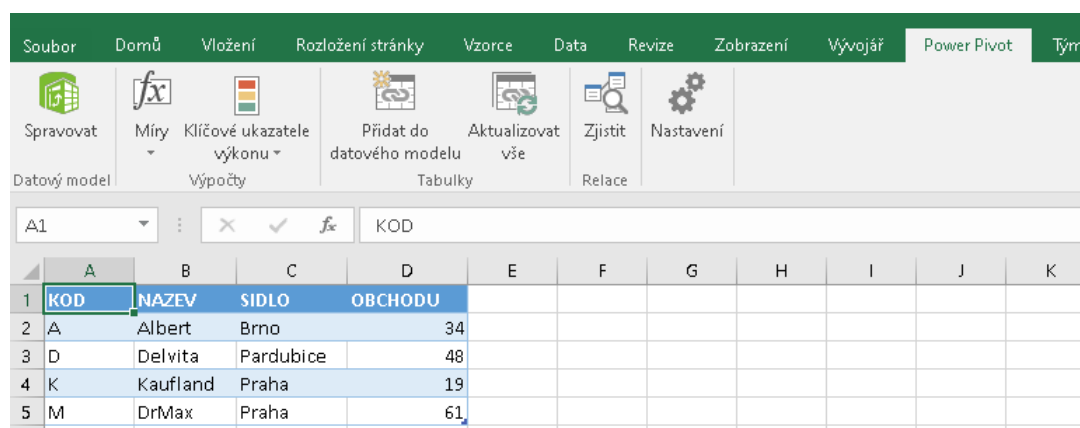 Soubor Domů Vložení Rozložení stránky Vzorce Data Revize Zobrazení Vývojář Power Pivot Tým
Spravovat Míry Klíčové ukazatele výkonu Přidat do datového modelu Aktualizovat vše Zjistit Nastavení
Datový model Výpočty Tabulky Relace
A1 fx KOD
A B C D E F G H I J K
1 KOD NAZEV SIDLO OBCHODU
2 A Albert Brno 34
3 D Delvita Pardubice 48
4 K Kaufland Praha 19
5 M DrMax Praha 61